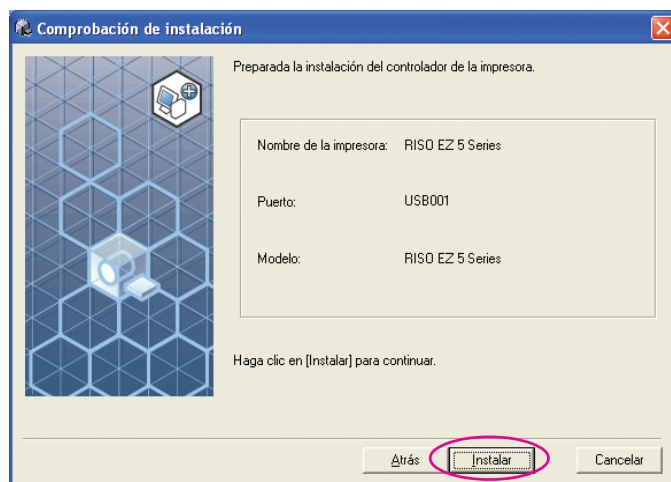 Comprobación de instalación
Preparada la instalación del controlador de la impresora.
Nombre de la impresora: RISO EZ 5 Series
Puerto: USB001
Modelo: RISO EZ 5 Series
Haga clic en [Instalar] para continuar.
Atrás Instalar Cancelar